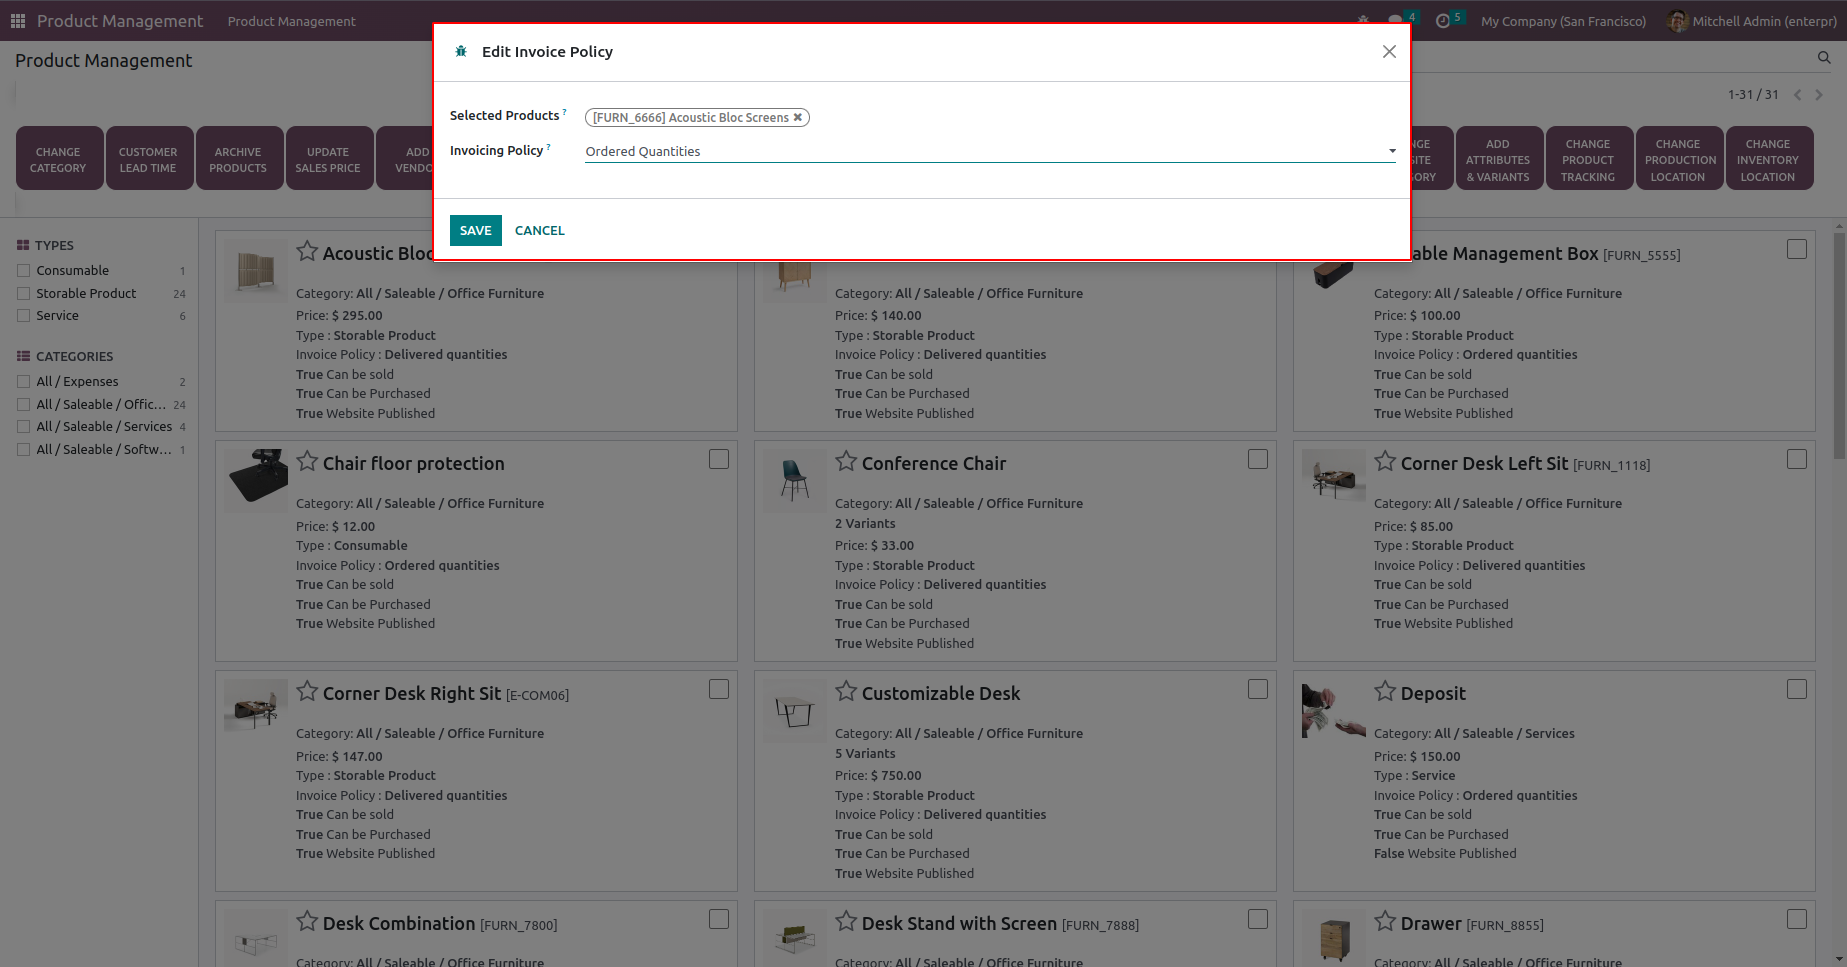 Product Management
Product Management
4
5
My Company (San Francisco)
Mitchell Admin (enterpr)
Product Management
1-31 / 31
Edit Invoice Policy
Selected Products ?
[FURN_6666] Acoustic Bloc Screens ✖
Invoicing Policy ?
Ordered Quantities
SAVE
CANCEL
CHANGE
CATEGORY
CUSTOMER
LEAD TIME
ARCHIVE
PRODUCTS
UPDATE
SALES PRICE
ADD
VENDO
NGE
SITE
GORY
ADD
ATTRIBUTES
& VARIANTS
CHANGE
PRODUCT
TRACKING
CHANGE
PRODUCTION
LOCATION
CHANGE
INVENTORY
LOCATION
TYPES
Consumable 1
Storable Product 24
Service 6
CATEGORIES
All / Expenses 2
All / Saleable / Offic... 24
All / Saleable / Services 4
All / Saleable / Softw... 1
Acoustic Bloc
Category: All / Saleable / Office Furniture
Price: $ 295.00
Type : Storable Product
Invoice Policy : Delivered quantities
True Can be sold
True Can be Purchased
True Website Published
Category: All / Saleable / Office Furniture
Price: $ 140.00
Type : Storable Product
Invoice Policy : Delivered quantities
True Can be sold
True Can be Purchased
True Website Published
able Management Box [FURN_5555]
Category: All / Saleable / Office Furniture
Price: $ 100.00
Type : Storable Product
Invoice Policy : Ordered quantities
True Can be sold
True Can be Purchased
True Website Published
Chair floor protection
Category: All / Saleable / Office Furniture
Price: $ 12.00
Type : Consumable
Invoice Policy : Ordered quantities
True Can be sold
True Can be Purchased
True Website Published
Conference Chair
Category: All / Saleable / Office Furniture
2 Variants
Price: $ 33.00
Type : Storable Product
Invoice Policy : Delivered quantities
True Can be sold
True Can be Purchased
True Website Published
Corner Desk Left Sit [FURN_1118]
Category: All / Saleable / Office Furniture
Price: $ 85.00
Type : Storable Product
Invoice Policy : Delivered quantities
True Can be sold
True Can be Purchased
True Website Published
Corner Desk Right Sit [E-COM06]
Category: All / Saleable / Office Furniture
Price: $ 147.00
Type : Storable Product
Invoice Policy : Delivered quantities
True Can be sold
True Can be Purchased
True Website Published
Customizable Desk
Category: All / Saleable / Office Furniture
5 Variants
Price: $ 750.00
Type : Storable Product
Invoice Policy : Delivered quantities
True Can be sold
True Can be Purchased
True Website Published
Deposit
Category: All / Saleable / Services
Price: $ 150.00
Type : Service
Invoice Policy : Ordered quantities
True Can be sold
True Can be Purchased
False Website Published
Desk Combination [FURN_7800]
Category: All / Saleable / Office Furniture
Desk Stand with Screen [FURN_7888]
Category: All / Saleable / Office Furniture
Drawer [FURN_8855]
Category: All / Saleable / Office Furniture